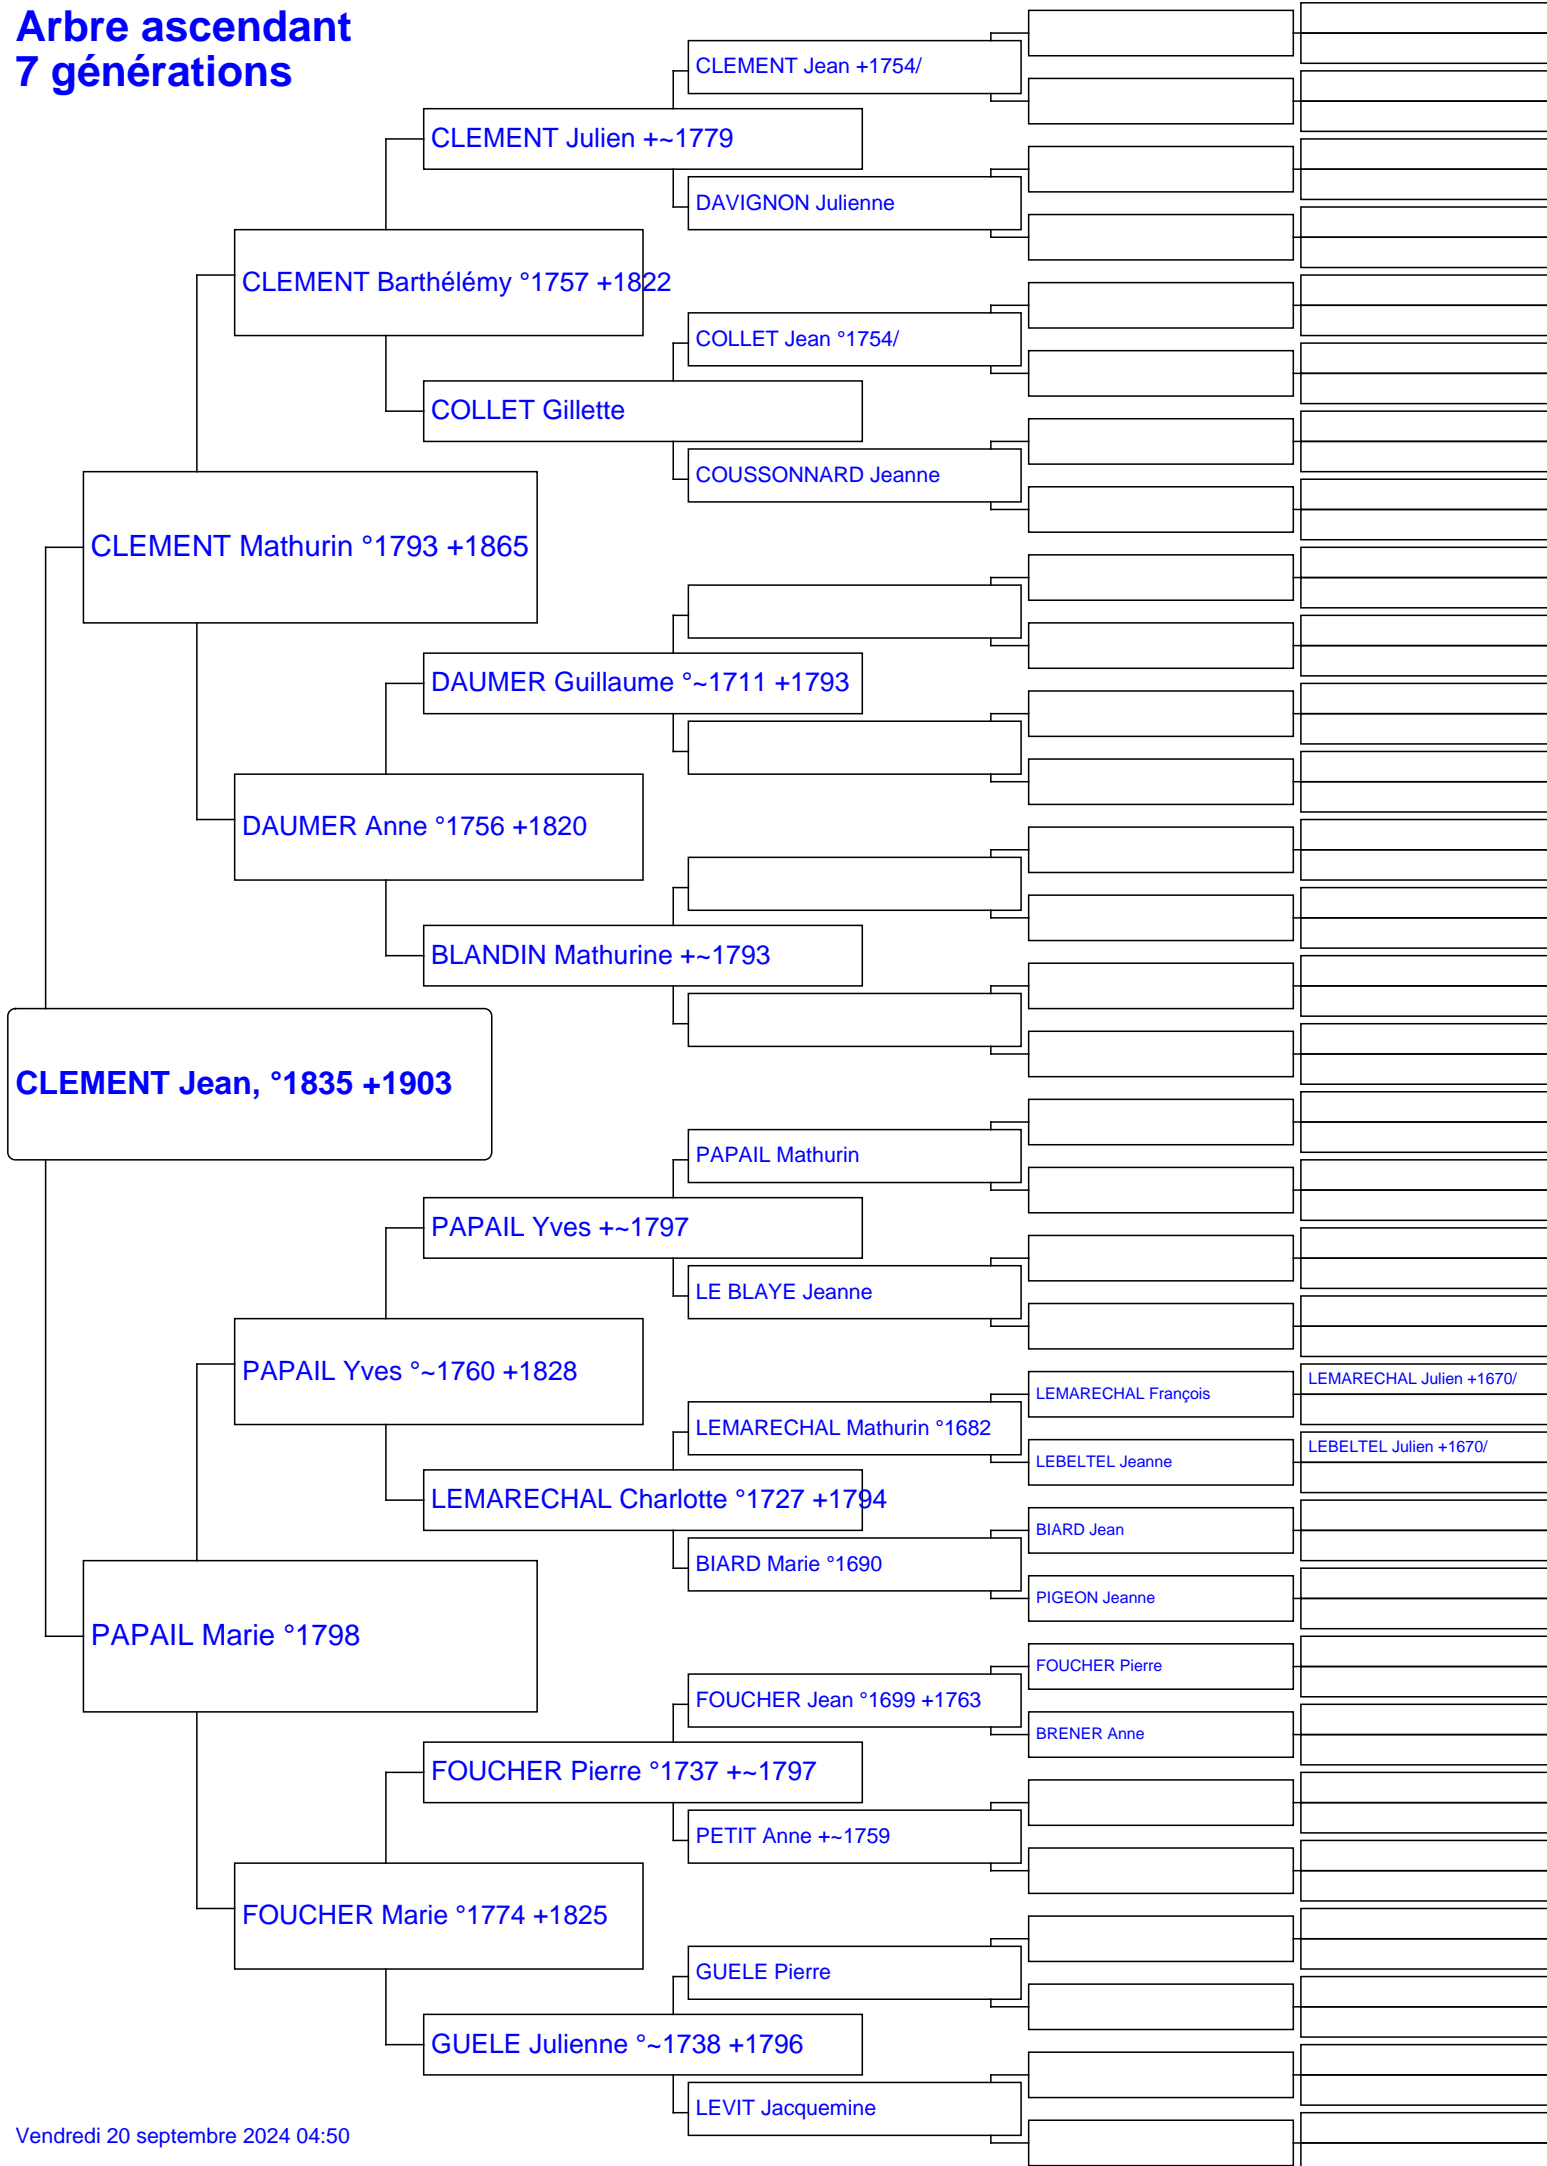 Arbre ascendant
7 générations
CLEMENT Jean +1754/
CLEMENT Julien +~1779
DAVIGNON Julienne
CLEMENT Barthélémy °1757 +1822
COLLET Jean °1754/
COLLET Gillette
COUSSONNARD Jeanne
CLEMENT Mathurin °1793 +1865
DAUMER Guillaume °~1711 +1793
DAUMER Anne °1756 +1820
BLANDIN Mathurine +~1793
CLEMENT Jean, °1835 +1903
PAPAIL Mathurin
PAPAIL Yves +~1797
LE BLAYE Jeanne
PAPAIL Yves °~1760 +1828
LEMARECHAL Julien +1670/
LEMARECHAL François
LEMARECHAL Mathurin °1682
LEBELTEL Julien +1670/
LEBELTEL Jeanne
LEMARECHAL Charlotte °1727 +1794
BIARD Jean
BIARD Marie °1690
PIGEON Jeanne
PAPAIL Marie °1798
FOUCHER Pierre
FOUCHER Jean °1699 +1763
BRENER Anne
FOUCHER Pierre °1737 +~1797
PETIT Anne +~1759
FOUCHER Marie °1774 +1825
GUELE Pierre
GUELE Julienne °~1738 +1796
LEVIT Jacquemine
Vendredi 20 septembre 2024 04:50